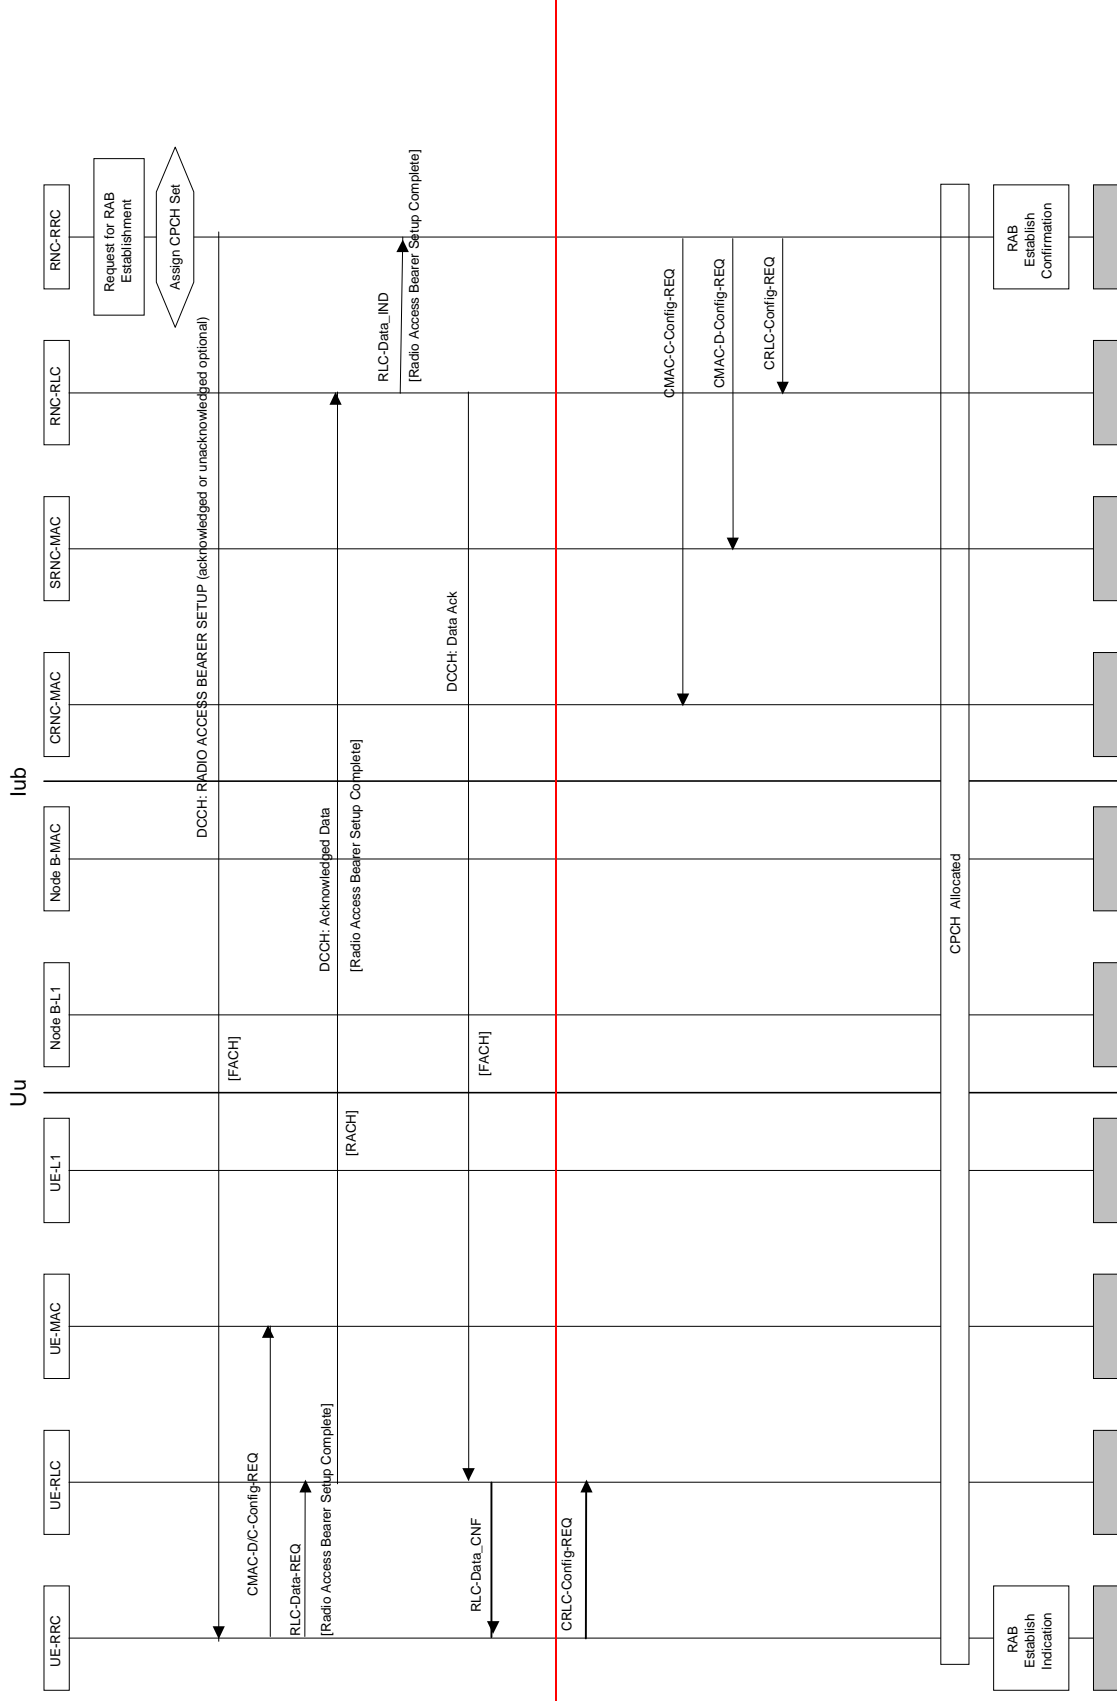 Uu
Iub
UE-RRC
UE-RLC
UE-MAC
UE-L1
Node B-L1
Node B-MAC
CRNC-MAC
SRNC-MAC
RNC-RLC
RNC-RRC
Request for RAB
Establishment
Assign CPCH Set
DCCH: RADIO ACCESS BEARER SETUP (acknowledged or unacknowledged optional)
[FACH]
CMAC-D/C-Config-REQ
RLC-Data-REQ
[Radio Access Bearer Setup Complete]
DCCH: Acknowledged Data
[RACH]
[Radio Access Bearer Setup Complete]
RLC-Data_IND
[Radio Access Bearer Setup Complete]
DCCH: Data Ack
[FACH]
RLC-Data_CNF
CRLC-Config-REQ
CMAC-C-Config-REQ
CMAC-D-Config-REQ
CRLC-Config-REQ
CPCH Allocated
RAB
Establish
Indication
RAB
Establish
Confirmation